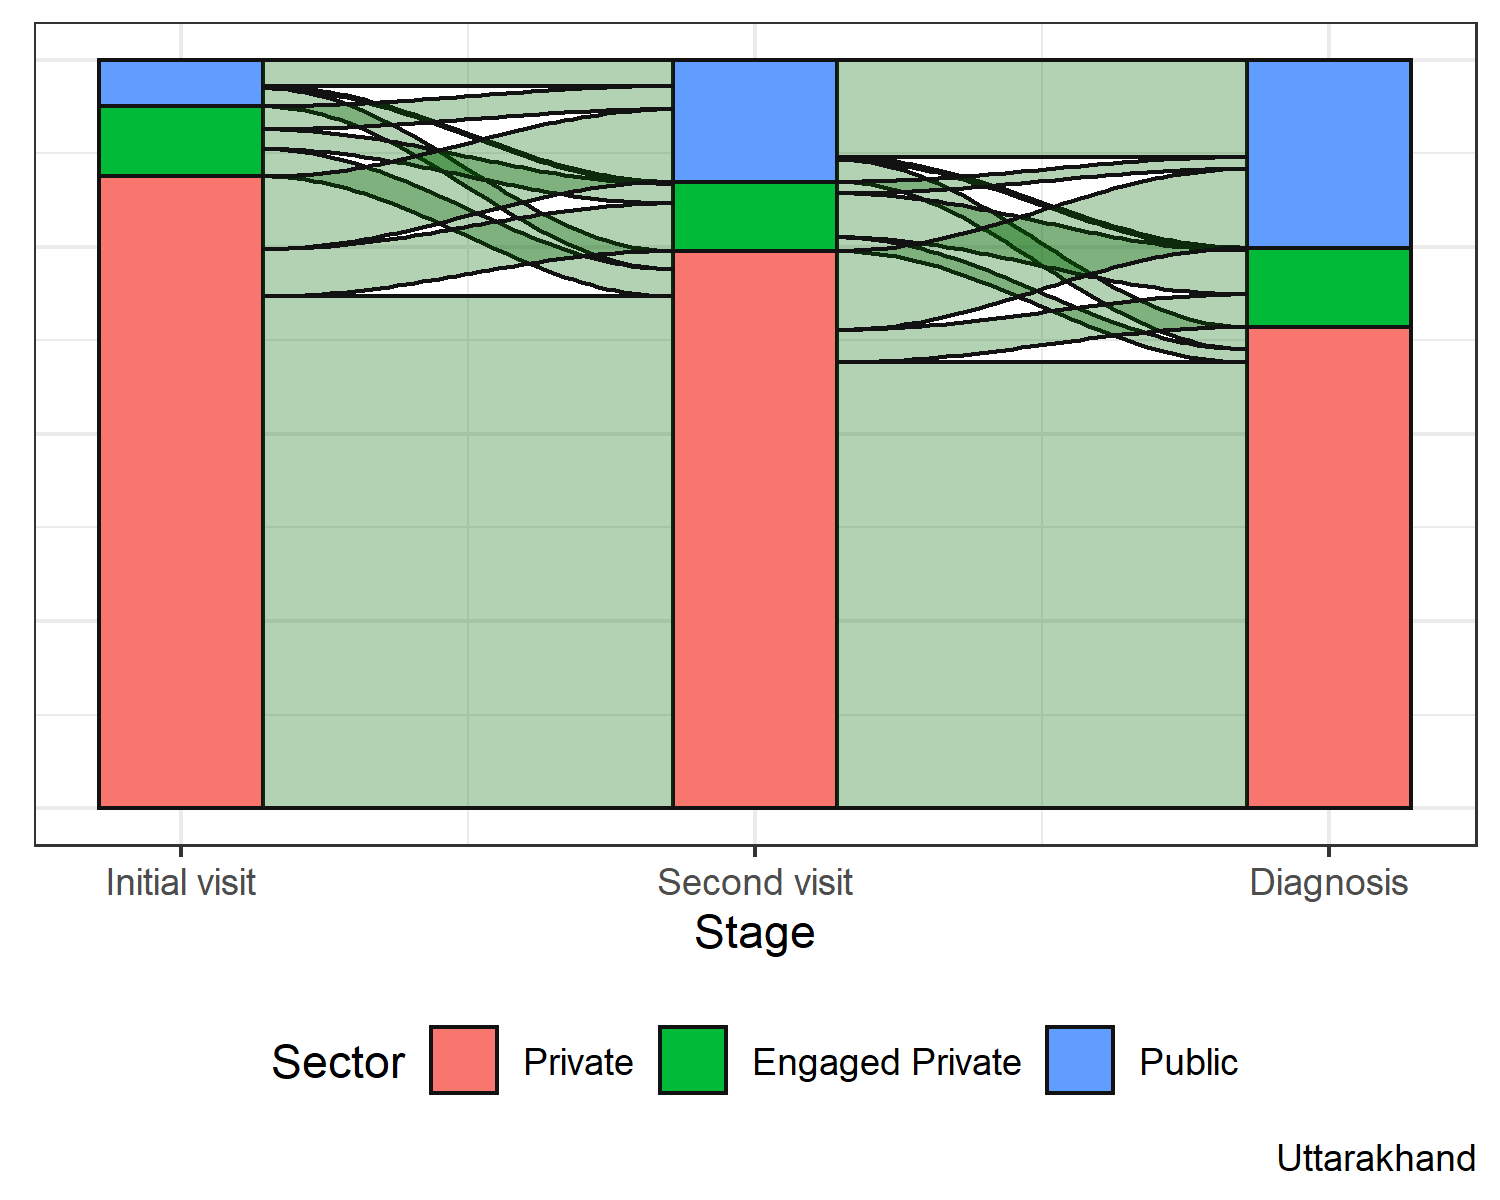 Initial visit Second visit Diagnosis
Stage
Sector Private Engaged Private Public
Uttarakhand